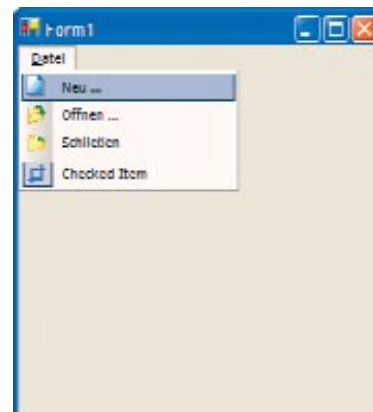 Form1
Datei
Neu ...
Öffnen ...
Schließen
Checked Item